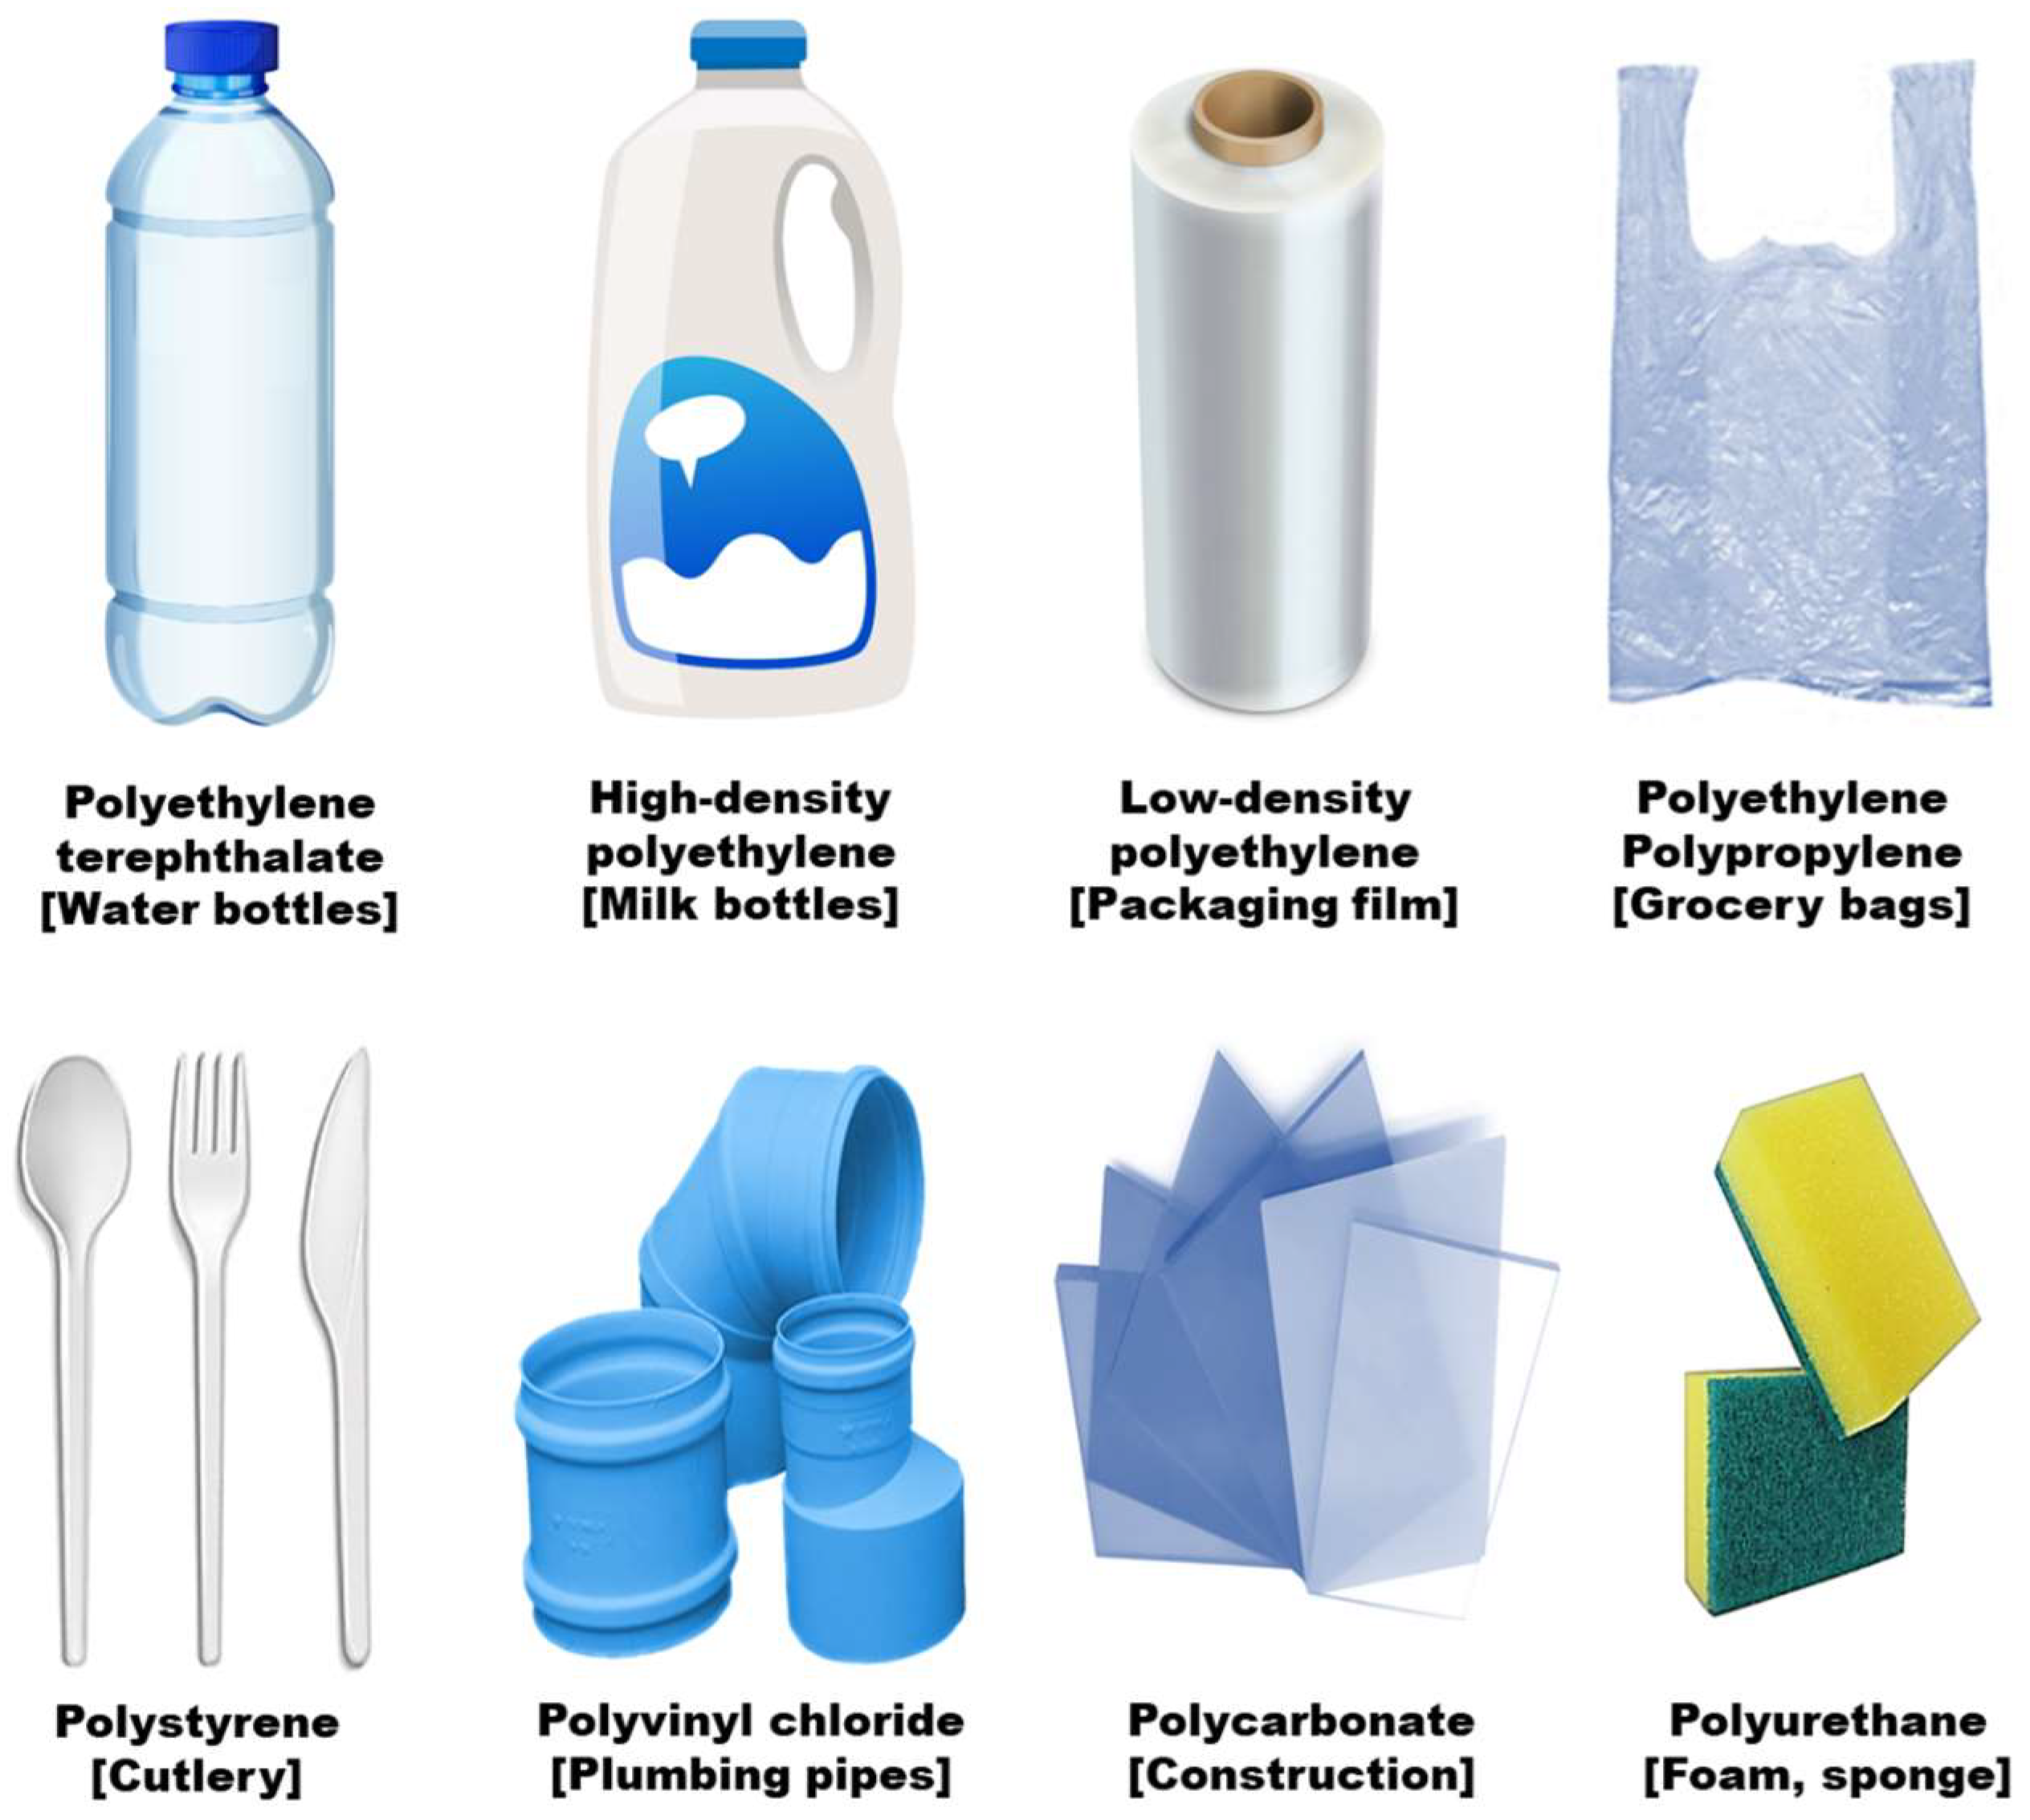 Polyethylene
terephthalate
[Water bottles]
High-density
polyethylene
[Milk bottles]
Low-density
polyethylene
[Packaging film]
Polyethylene
Polypropylene
[Grocery bags]
Polystyrene
[Cutlery]
Polyvinyl chloride
[Plumbing pipes]
Polycarbonate
[Construction]
Polyurethane
[Foam, sponge]